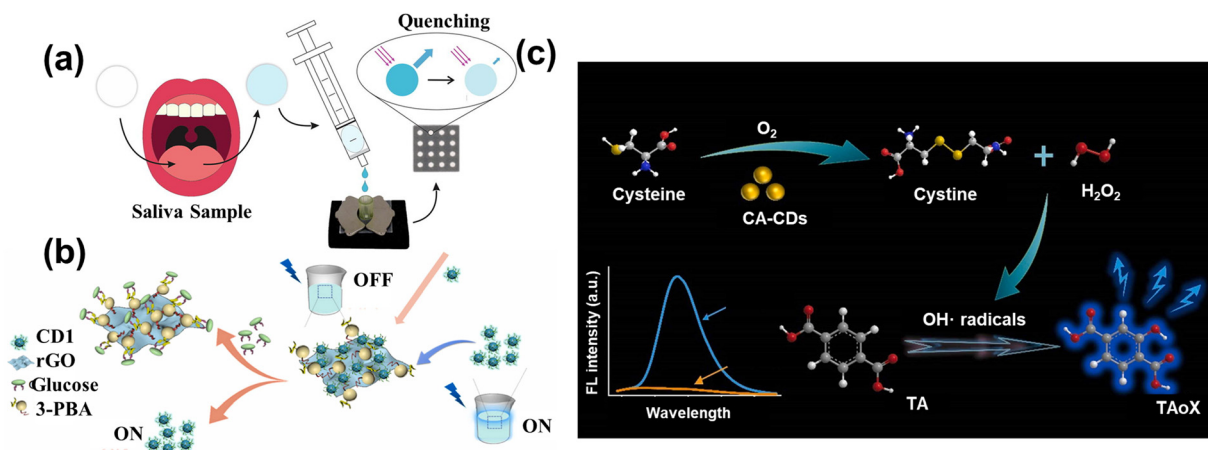 (a)
Saliva Sample
Quenching
(b)
OFF
CD1
rGO
Glucose
3-PBA
ON
ON
(c)
O₂
Cysteine
CA-CDs
Cystine
+
H₂O₂
FL intensity (a.u.)
Wavelength
OH· radicals
TA
TAoX